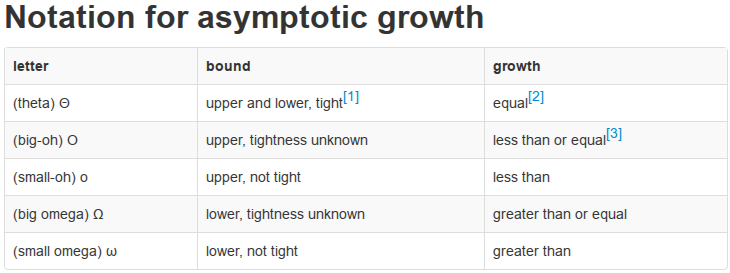 Notation for asymptotic growth
letter bound growth
(theta) Θ upper and lower, tight[1] equal[2]
(big-oh) O upper, tightness unknown less than or equal[3]
(small-oh) o upper, not tight less than
(big omega) Ω lower, tightness unknown greater than or equal
(small omega) ω lower, not tight greater than